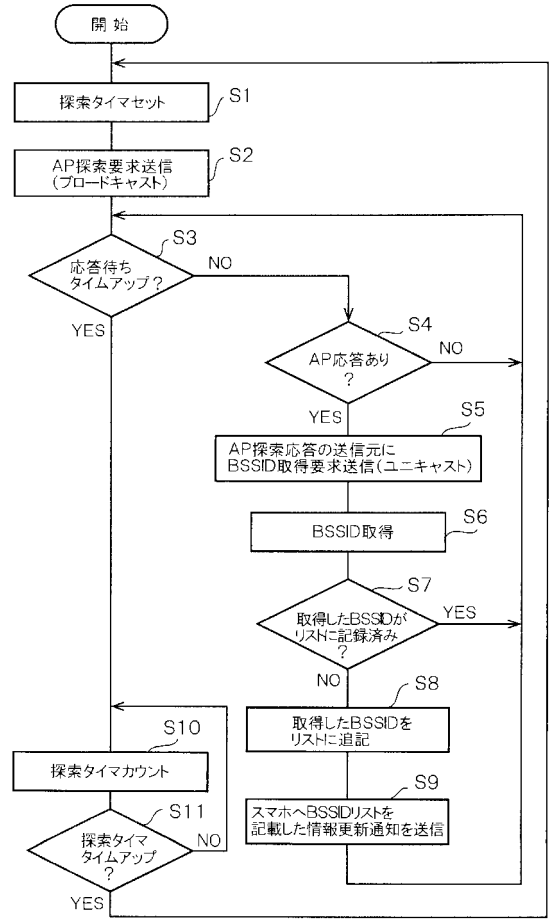 開始
探索タイマセット
S1
AP探索要求送信
(ブロードキャスト)
S2
応答待ち
タイムアップ?
S3
NO
YES
AP応答あり
?
S4
NO
YES
AP探索応答の送信元に
BSSID取得要求送信(ユニキャスト)
S5
BSSID取得
S6
取得したBSSIDが
リストに記録済み
?
S7
YES
NO
取得したBSSIDを
リストに追記
S8
スマホへBSSIDリストを
記載した情報更新通知を送信
S9
探索タイマカウント
S10
探索タイマ
タイムアップ
?
S11
NO
YES